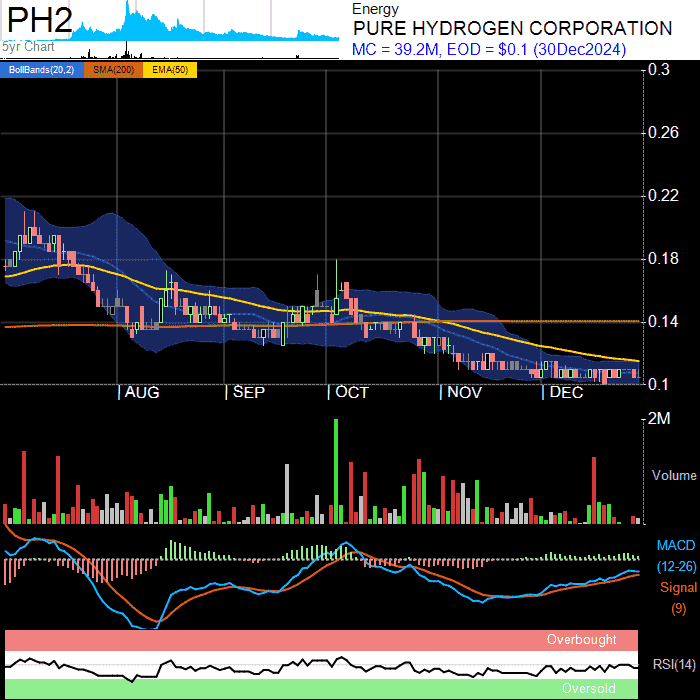 PH2
5yr Chart
Energy
PURE HYDROGEN CORPORATION
MC = 39.2M, EOD = $0.1 (30Dec2024)
BollBands(20,2) SMA(200) EMA(50)
0.3
0.26
0.22
0.18
0.14
0.1
AUG SEP OCT NOV DEC
2M
Volume
MACD
(12-26)
Signal
(9)
Overbought
RSI(14)
Oversold